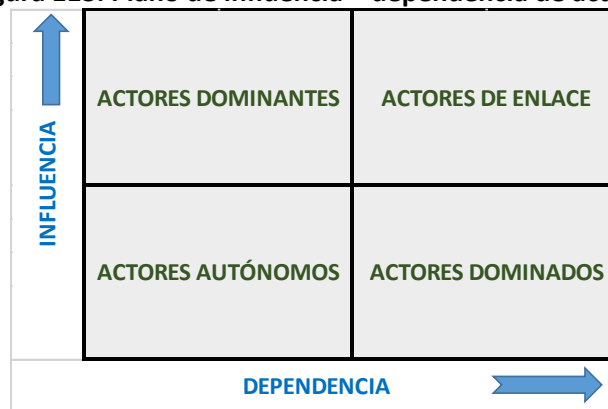 Plano de influencia – dependencia de
ACTORES DOMINANTES
ACTORES DE ENLACE
INFLUENCIA
ACTORES AUTÓNOMOS
ACTORES DOMINADOS
DEPENDENCIA